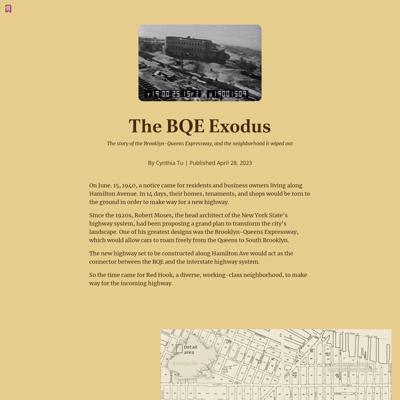 The BQE Exodus
The story of the Brooklyn-Queens Expressway, and the neighborhood it wiped out
By Cynthia Tu | Published April 28, 2023
On June. 15, 1940, a notice came for residents and business owners living along
Hamilton Avenue. In 14 days, their homes, tenaments, and shops would be torn to
the ground in order to make way for a new highway.
Since the 1920s, Robert Moses, the head architect of the New York State's
highway system, had been proposing a grand plan to transform the city's
landscape. One of his greatest designs was the Brooklyn-Queens Expressway,
which would allow cars to roam freely from the Queens to South Brooklyn.
The new highway set to be constructed along Hamilton Ave would act as the
connector between the BQE and the interstate highway system.
So the time came for Red Hook, a diverse, working-class neighborhood, to make
way for the incoming highway.
Detail
area